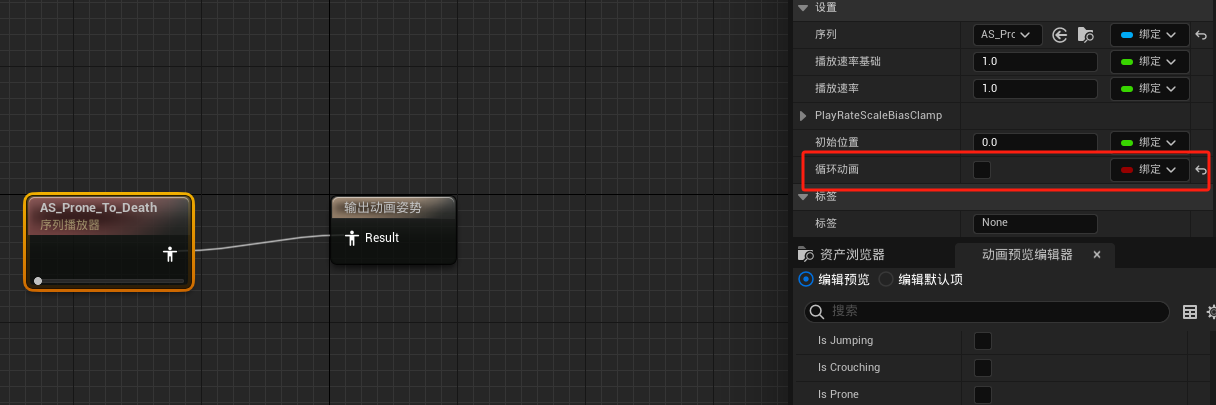 设置
序列 AS_Prc 绑定
播放速率基础 1.0 绑定
播放速率 1.0 绑定
PlayRateScaleBiasClamp
初始位置 0.0 绑定
循环动画 绑定
标签
标签 None
AS_Prone_To_Death
序列播放器
输出动画姿势
Result
资产浏览器 动画预览编辑器
编辑预览 编辑默认项
搜索
Is Jumping
Is Crouching
Is Prone